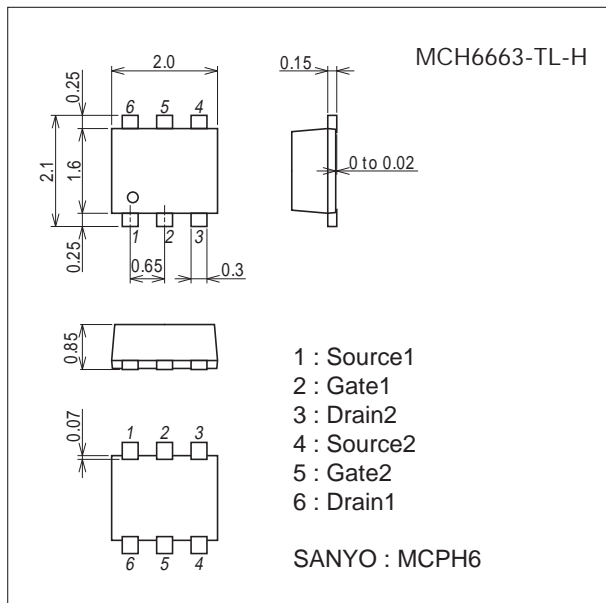 MCH6663-TL-H
2.0
0.15
0.25
6 5 4
2.1
1.6
0 to 0.02
0.25
1 2 3
0.65
0.3
0.85
1 : Source1
2 : Gate1
3 : Drain2
4 : Source2
5 : Gate2
6 : Drain1
0.07
1 2 3
6 5 4
SANYO : MCPH6